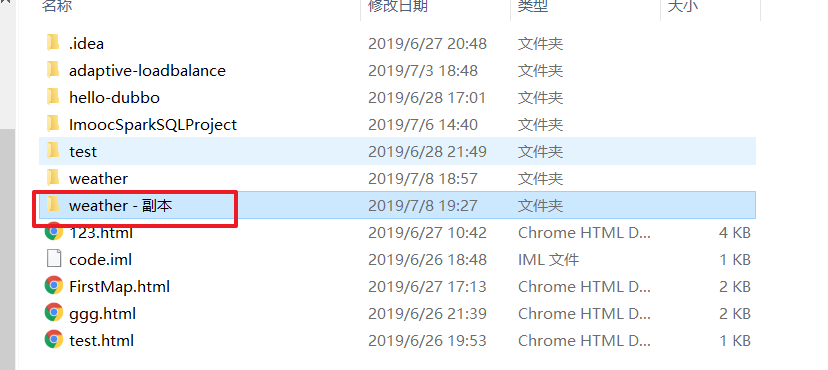 名称 修改日期 类型 大小
.idea 2019/6/27 20:48 文件夹
adaptive-loadbalance 2019/7/3 18:48 文件夹
hello-dubbo 2019/6/28 17:01 文件夹
ImoocSparkSQLProject 2019/7/6 14:40 文件夹
test 2019/6/28 21:49 文件夹
weather 2019/7/8 18:57 文件夹
weather - 副本 2019/7/8 19:27 文件夹
123.html 2019/6/27 10:42 Chrome HTML D... 4 KB
code.iml 2019/6/26 18:48 IML 文件 1 KB
FirstMap.html 2019/6/27 17:13 Chrome HTML D... 2 KB
ggg.html 2019/6/26 21:39 Chrome HTML D... 2 KB
test.html 2019/6/26 19:53 Chrome HTML D... 1 KB